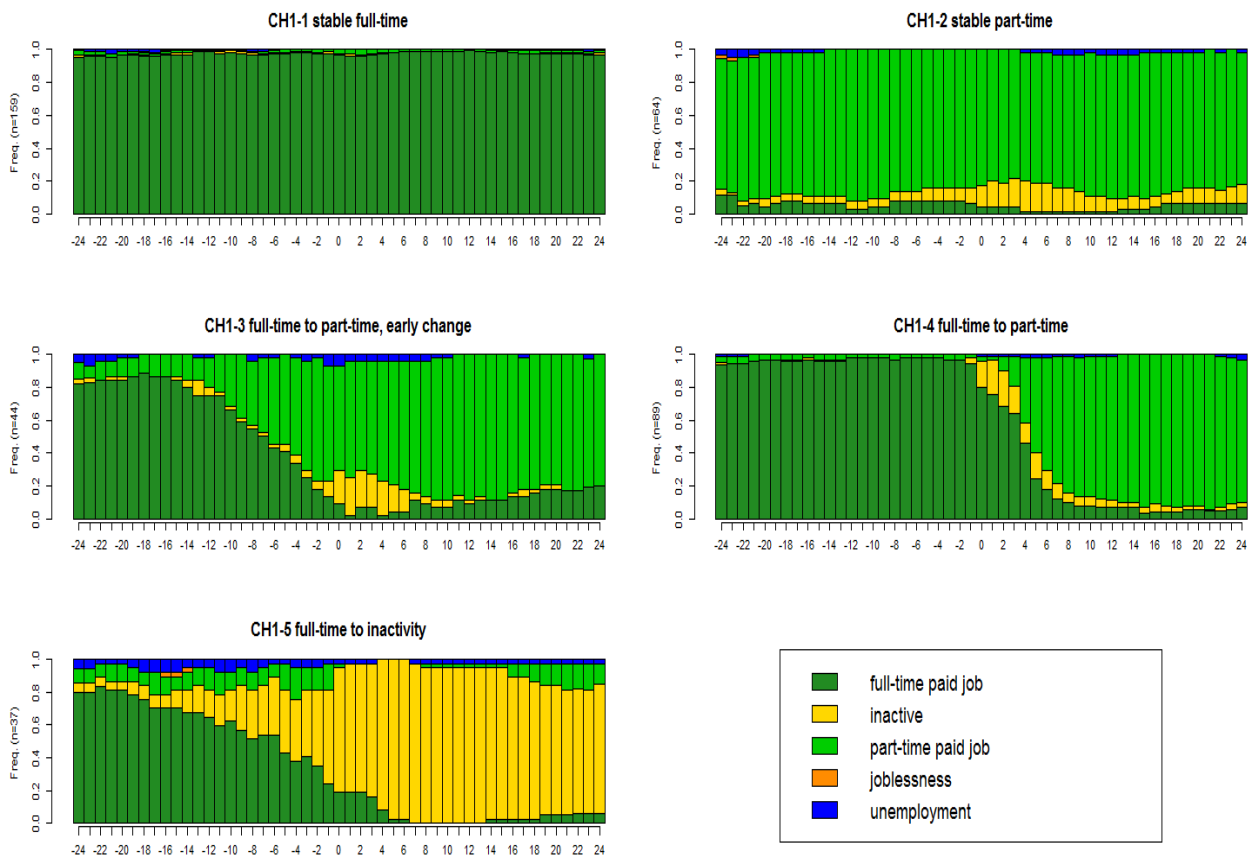 CH1-1 stable full-time
Freq. (n=159)
1.0
0.8
0.6
0.4
0.2
0.0
-24 -22 -20 -18 -16 -14 -12 -10 -8 -6 -4 -2 0 2 4 6 8 10 12 14 16 18 20 22 24
CH1-2 stable part-time
Freq. (n=64)
1.0
0.8
0.6
0.4
0.2
0.0
-24 -22 -20 -18 -16 -14 -12 -10 -8 -6 -4 -2 0 2 4 6 8 10 12 14 16 18 20 22 24
CH1-3 full-time to part-time, early change
Freq. (n=44)
1.0
0.8
0.6
0.4
0.2
0.0
-24 -22 -20 -18 -16 -14 -12 -10 -8 -6 -4 -2 0 2 4 6 8 10 12 14 16 18 20 22 24
CH1-4 full-time to part-time
Freq. (n=89)
1.0
0.8
0.6
0.4
0.2
0.0
-24 -22 -20 -18 -16 -14 -12 -10 -8 -6 -4 -2 0 2 4 6 8 10 12 14 16 18 20 22 24
CH1-5 full-time to inactivity
Freq. (n=37)
1.0
0.8
0.6
0.4
0.2
0.0
-24 -22 -20 -18 -16 -14 -12 -10 -8 -6 -4 -2 0 2 4 6 8 10 12 14 16 18 20 22 24
full-time paid job
inactive
part-time paid job
joblessness
unemployment